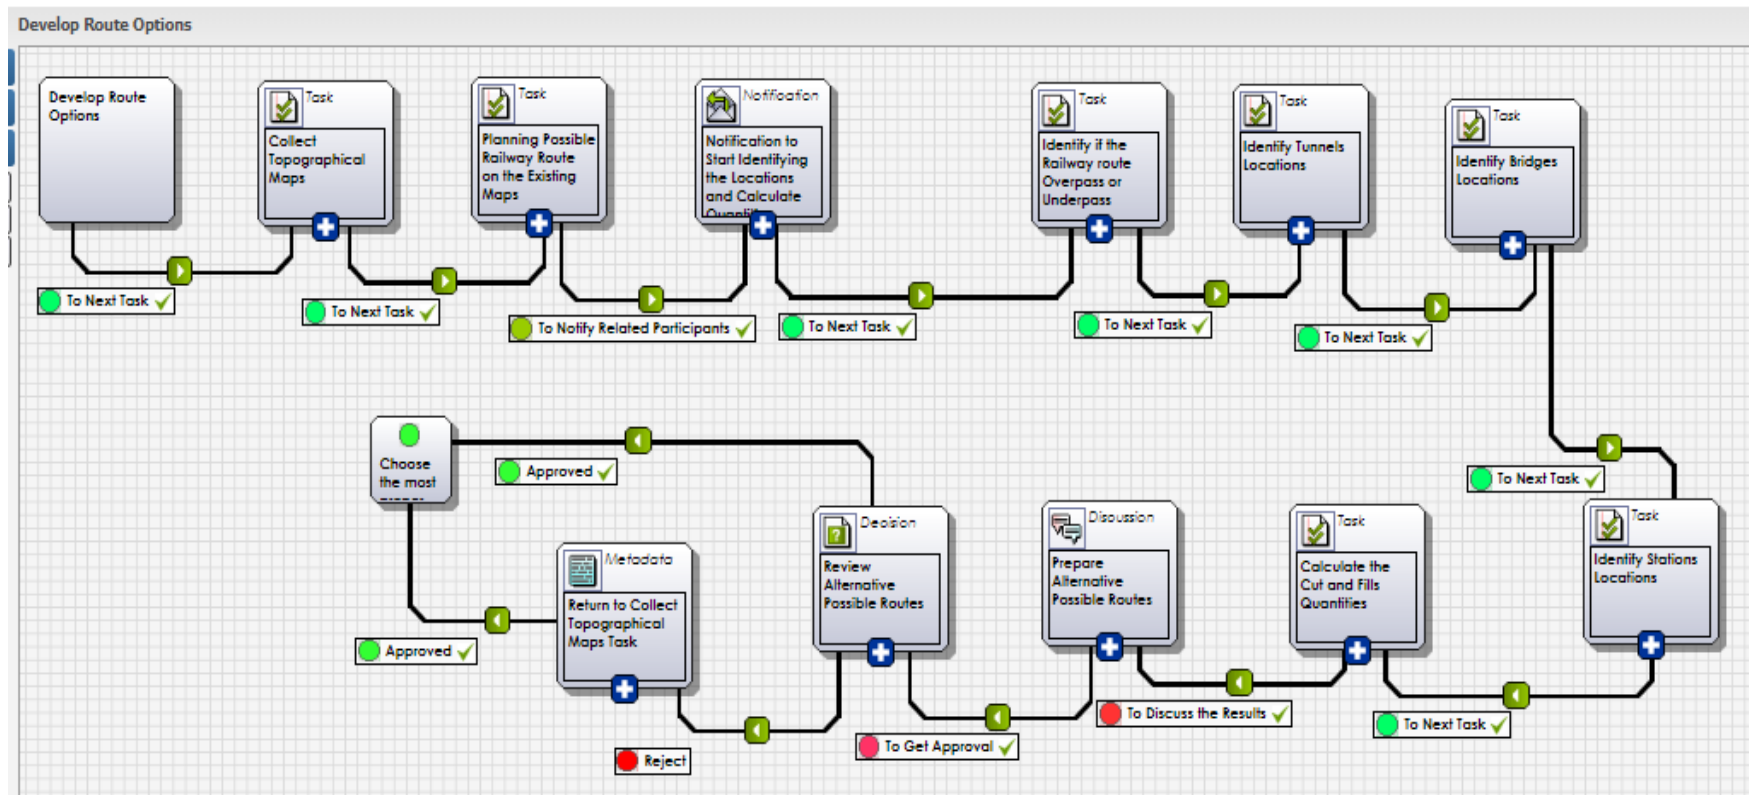 Develop Route Options
Develop Route
Options
Task
Collect
Topographical
Maps
Task
Planning Possible
Railway Route
on the Existing
Maps
Notification
Notification to
Start Identifying
the Locations
and Calculate
Task
Identify if the
Railway route
Overpass or
Underpass
Task
Identify Tunnels
Locations
Task
Identify Bridges
Locations
To Next Task
To Next Task
To Notify Related Participants
To Next Task
To Next Task
To Next Task
To Next Task
Choose
the most
Approved
Approved
Metadata
Return to Collect
Topographical
Maps Task
Decision
Review
Alternative
Possible Routes
Discussion
Prepare
Alternative
Possible Routes
Task
Calculate the
Cut and Fills
Quantities
Task
Identify Stations
Locations
Reject
To Get Approval
To Discuss the Results
To Next Task